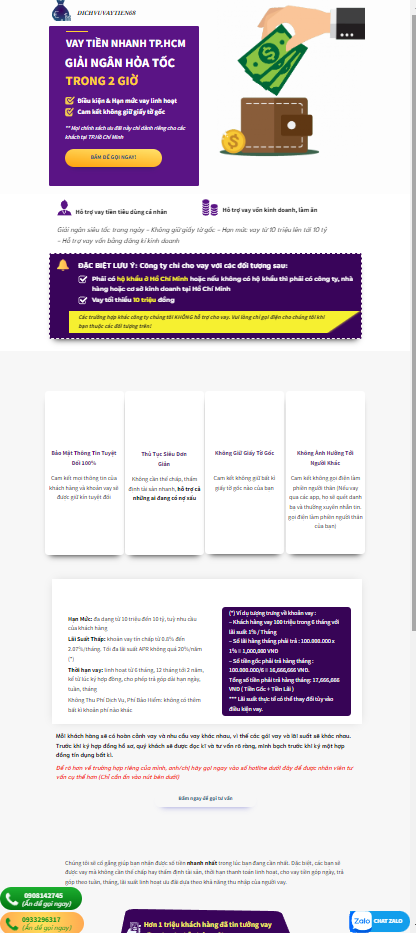 DICHVUVAYTIEN68
VAY TIỀN NHANH TP.HCM
GIẢI NGÂN HỎA TỐC
TRONG 2 GIỜ
Điều kiện & Hạn mức vay linh hoạt
Cam kết không giữ giấy tờ gốc
** Mọi chính sách ưu đãi này chỉ dành riêng cho các
khách tại TP.Hồ Chí Minh
BẤM ĐỂ GỌI NGAY!
Hỗ trợ vay tiền tiêu dùng cá nhân
Hỗ trợ vay vốn kinh doanh, làm ăn
Giải ngân siêu tốc trong ngày – Không giữ giấy tờ gốc – Hạn mức vay từ 10 triệu lên tới 10 tỷ
– Hỗ trợ vay vốn bằng đăng kí kinh doanh
ĐẶC BIỆT LƯU Ý: Công ty chỉ cho vay với các đối tượng sau:
Phải có hộ khẩu ở Hồ Chí Minh hoặc nếu không có hộ khẩu thì phải có công ty, nhà
hàng hoặc cơ sở kinh doanh tại Hồ Chí Minh
Vay tối thiểu 10 triệu đồng
Các trường hợp khác công ty chúng tôi KHÔNG hỗ trợ cho vay. Vui lòng chỉ gọi điện cho chúng tôi khi
bạn thuộc các đối tượng trên!
Bảo Mật Thông Tin Tuyệt
Đối 100%
Cam kết mọi thông tin của
khách hàng và khoản vay sẽ
được giữ kín tuyệt đối
Thủ Tục Siêu Đơn
Giản
Không cần thế chấp, thẩm
định tài sản nhanh, hỗ trợ cả
những ai đang có nợ xấu
Không Giữ Giấy Tờ Gốc
Cam kết không giữ bất kì
giấy tờ gốc nào của bạn
Không Ảnh Hưởng Tới
Người Khác
Cam kết không gọi điến làm
phiền người thân (Nếu vay
qua các app, họ sẽ quét danh
bạ và thường xuyên nhắn tin,
gọi điện làm phiền người thân
của bạn)
Hạn Mức: đa dạng từ 10 triệu đến 10 tỷ, tuỳ nhu cầu
của khách hàng
Lãi Suất Thấp: khoản vay tín chấp từ 0.8% đến
2.07%/tháng. Tối đa lãi suất APR không quá 20%/năm
(*)
Thời hạn vay: linh hoạt từ 6 tháng, 12 tháng tới 2 năm,
kể từ lúc ký hợp đồng, cho phép trả góp dài hạn ngày,
tuần, tháng
Không Thu Phí Dịch Vụ, Phí Bảo Hiểm: không có thêm
bất kì khoản phí nào khác
(*) Ví dụ tượng trưng về khoản vay :
– Khách hàng vay 100 triệu trong 6 tháng với
lãi suất 1% / Tháng
– Số lãi hàng tháng phải trả : 100.000.000 x
1% = 1,000,000 VND
– Số tiền gốc phải trả hàng tháng :
100.000.000/6 = 16,666,666 VND.
Tổng số tiền phải trả hàng tháng: 17,666,666
VND ( Tiền Gốc + Tiền Lãi )
*** Lãi suất thực tế có thể thay đổi tùy vào
điều kiện vay.
Mỗi khách hàng sẽ có hoàn cảnh vay và nhu cầu vay khác nhau, vì thế các gói vay và lãi suất sẽ khác nhau.
Trước khi ký hợp đồng hồ sơ, quý khách sẽ được đọc kĩ và tư vấn rõ ràng, minh bạch trước khi ký một hợp
đồng tín dụng bất kì.
Để rõ hơn về trường hợp riêng của mình, anh/chị hãy gọi ngay vào số hotline dưới đây để được nhân viên tư
vấn cụ thể hơn (Chỉ cần ấn vào nút bên dưới)
Bấm ngay để gọi tư vấn
Chúng tôi sẽ cố gắng giúp bạn nhận được số tiền nhanh nhất trong lúc bạn đang cần nhất. Đặc biệt, các bạn sẽ
được vay mà không cần thế chấp hay thẩm định tài sản, thời hạn thanh toán linh hoạt, cho vay tiền góp ngày, trả
góp theo tuần, tháng, lãi suất linh hoạt ưu đãi dựa theo khả năng thu nhập của người vay.
0908142745
(Ấn để gọi ngay)
0933296317
(Ấn để gọi ngay)
Hơn 1 triệu khách hàng đã tin tưởng vay
Zalo
CHAT ZALO